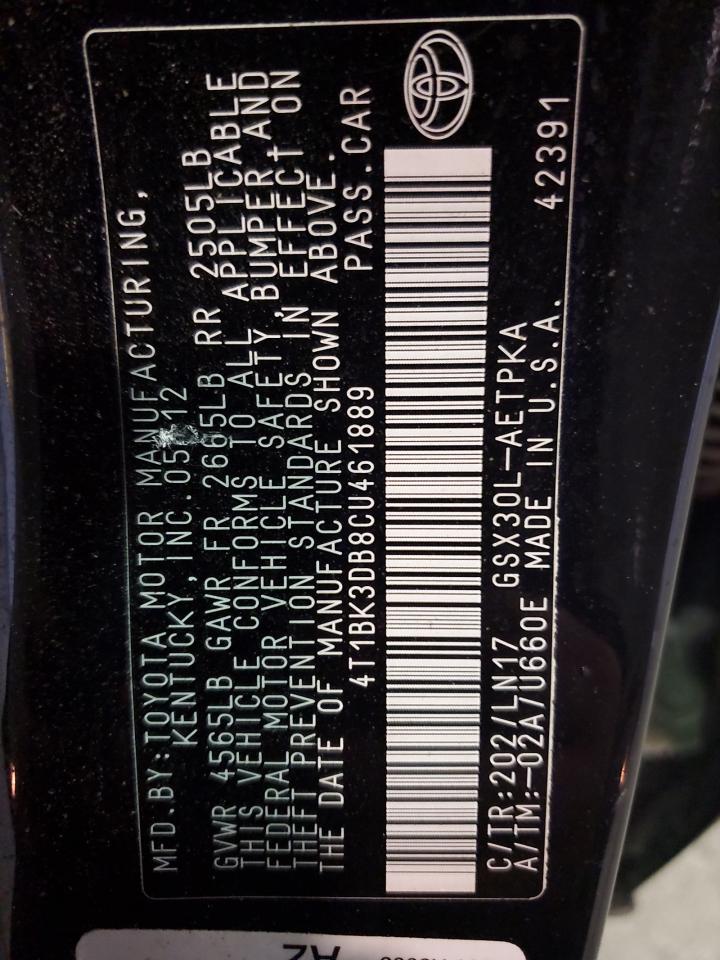 MFD.BY:TOYOTA MOTOR MANUFACTURING,
KENTUCKY, INC. 05/12
GVWR 4565LB GAWR FR 2665LB RR 2505LB
THIS VEHICLE CONFORMS TO ALL APPLICABLE
FEDERAL MOTOR VEHICLE SAFETY, BUMPER, AND
THEFT PREVENTION STANDARDS IN EFFECT ON
THE DATE OF MANUFACTURE SHOWN ABOVE.
4T1BK3DB8CU461889 PASS.CAR
C/TR:202/LN17 GSX30L-AETPKA
A/TM:-02A/U660E MADE IN U.S.A. 42391
AZ